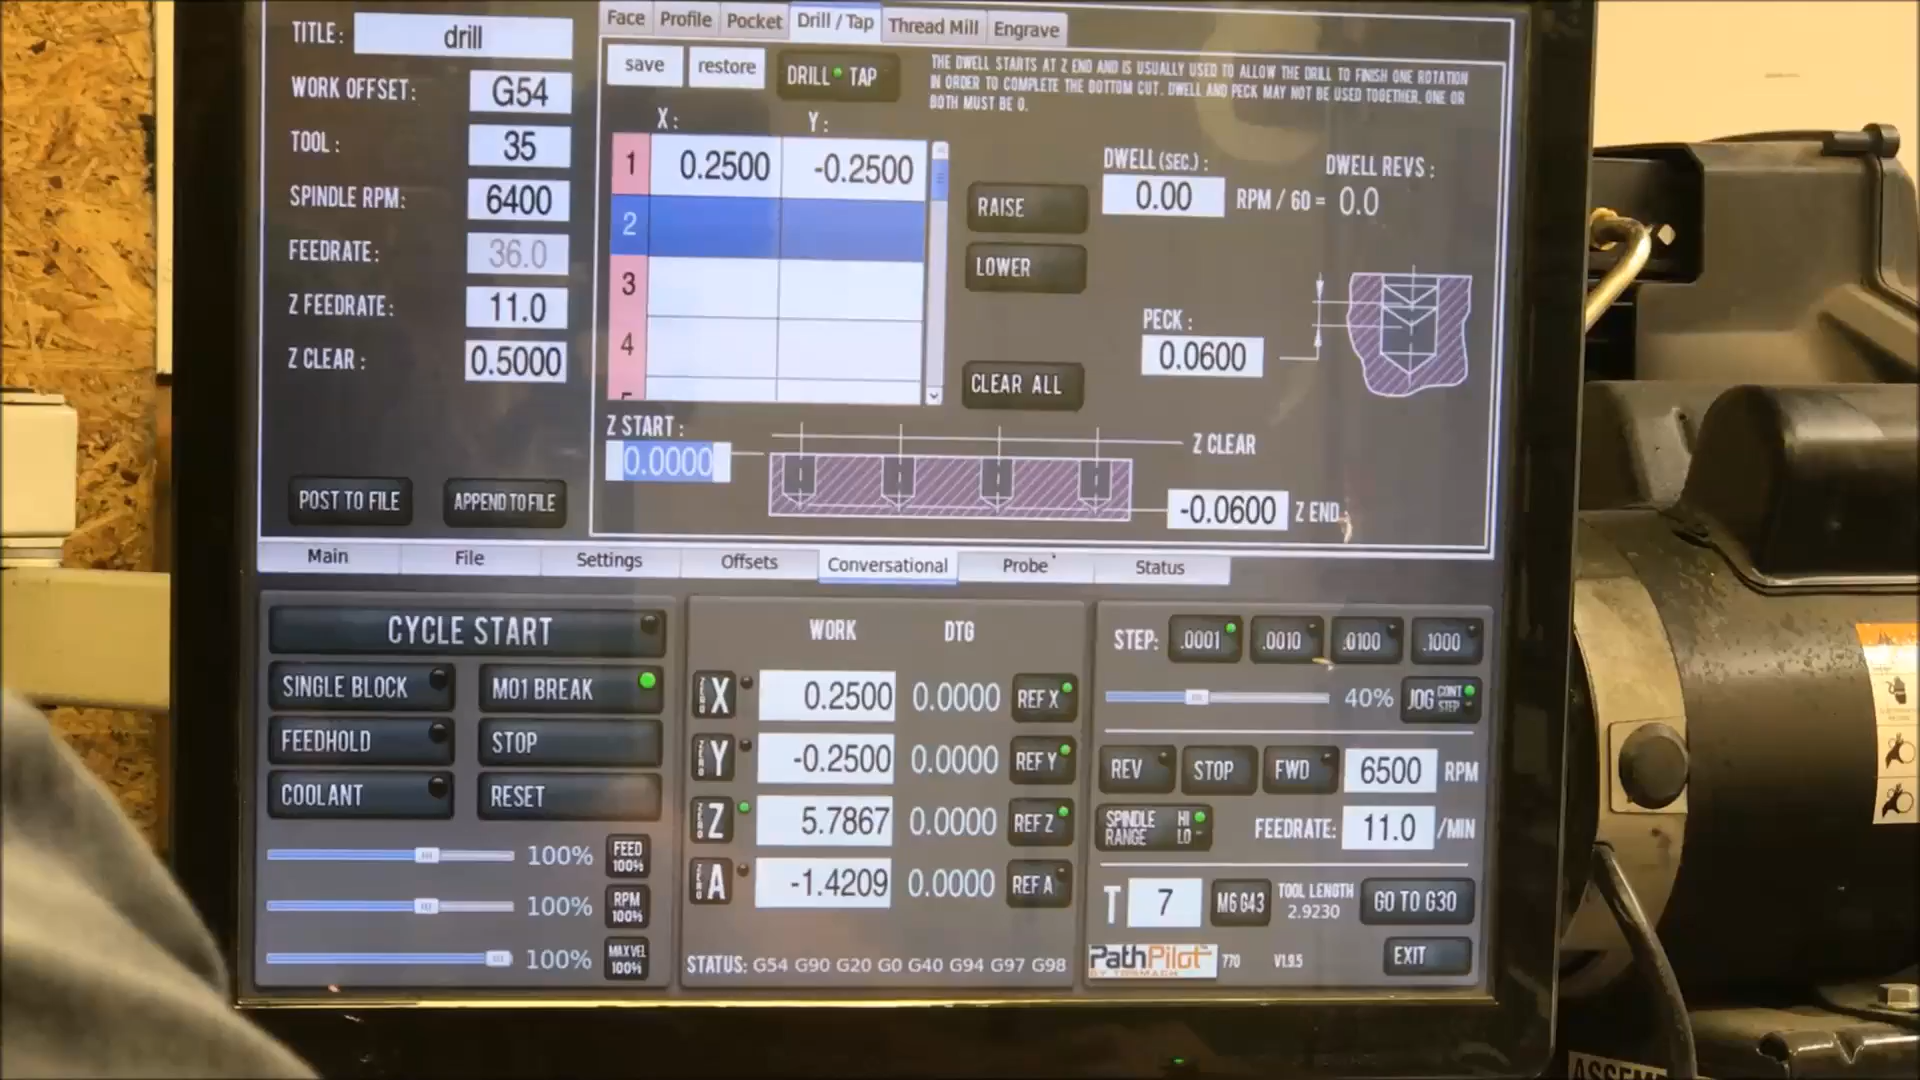 TITLE: drill
WORK OFFSET: G54
TOOL: 35
SPINDLE RPM: 6400
FEEDRATE: 36.0
Z FEEDRATE: 11.0
Z CLEAR: 0.5000
POST TO FILE APPEND TO FILE
Face Profile Pocket Drill / Tap Thread Mill Engrave
save restore DRILL TAP
THE DWELL STARTS AT Z END AND IS USUALLY USED TO ALLOW THE DRILL TO FINISH ONE ROTATION
IN ORDER TO COMPLETE THE BOTTOM CUT. DWELL AND PECK MAY NOT BE USED TOGETHER. ONE OR
BOTH MUST BE 0.
X: Y:
1 0.2500 -0.2500
2
3
4
RAISE
LOWER
CLEAR ALL
DWELL (SEC.): DWELL REVS:
0.00 RPM / 60 = 0.0
PECK:
0.0600
Z START:
0.0000
Z CLEAR
-0.0600 Z END:
Main File Settings Offsets Conversational Probe Status
CYCLE START
SINGLE BLOCK M01 BREAK
FEEDHOLD STOP
COOLANT RESET
100% FEED 100%
100% RPM 100%
100% MAX VEL 100%
WORK DTG
ZERO X 0.2500 0.0000 REF X
ZERO Y -0.2500 0.0000 REF Y
ZERO Z 5.7867 0.0000 REF Z
ZERO A -1.4209 0.0000 REF A
STATUS: G54 G90 G20 G0 G40 G94 G97 G98
STEP: .0001 .0010 .0100 .1000
40% JOG CONT STEP
REV STOP FWD 6500 RPM
SPINDLE RANGE HI LO FEEDRATE: 11.0 /MIN
T 7 M6 G43 TOOL LENGTH 2.9230 GO TO G30
PathPilot BY TORMACH 770 V1.9.5 EXIT